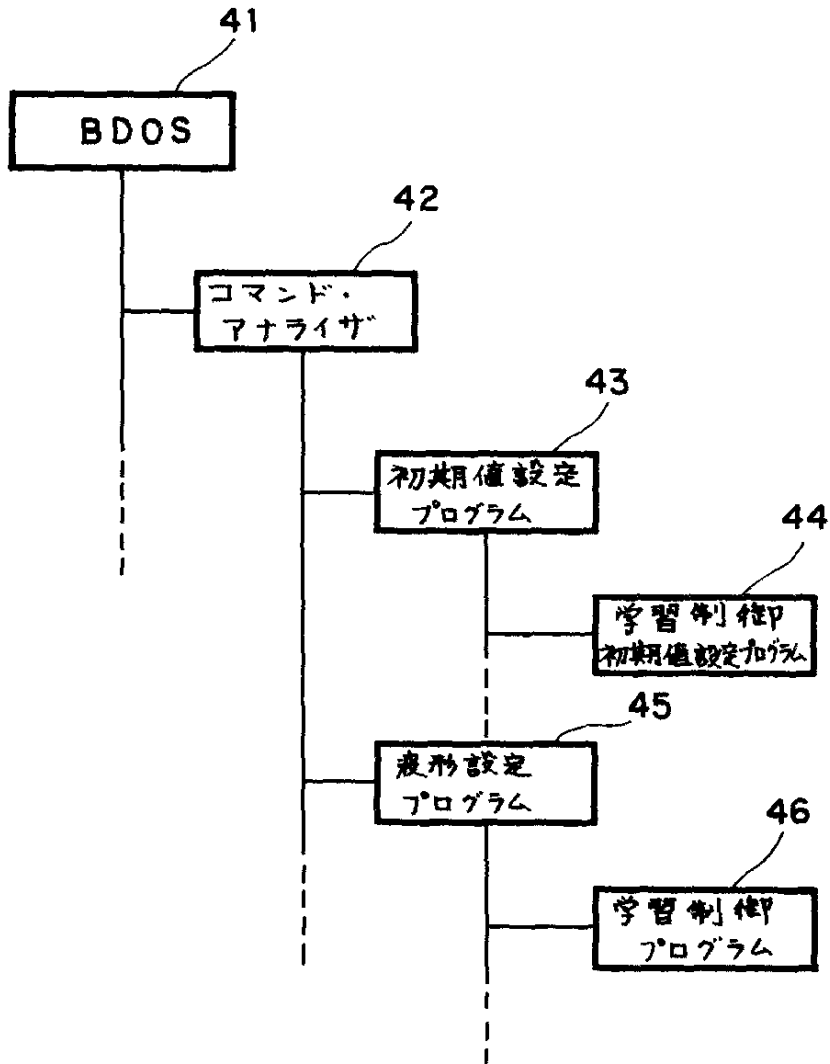 41
BDOS
42
コマンド・
アナライザ
43
初期値設定
プログラム
44
学習制御
初期値設定プログラム
45
波形設定
プログラム
46
学習制御
プログラム